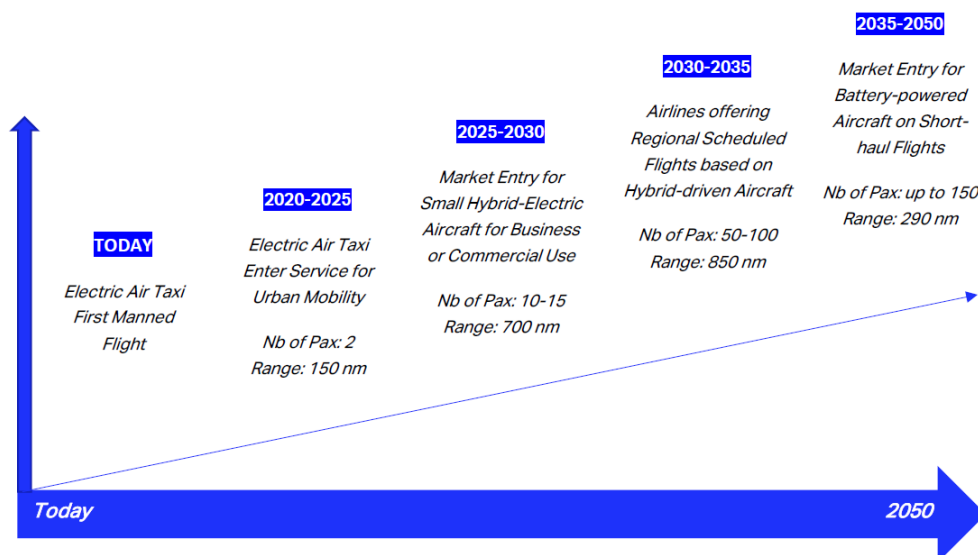 TODAY
Electric Air Taxi
First Manned
Flight
2020-2025
Electric Air Taxi
Enter Service for
Urban Mobility
Nb of Pax: 2
Range: 150 nm
2025-2030
Market Entry for
Small Hybrid-Electric
Aircraft for Business
or Commercial Use
Nb of Pax: 10-15
Range: 700 nm
2030-2035
Airlines offering
Regional Scheduled
Flights based on
Hybrid-driven Aircraft
Nb of Pax: 50-100
Range: 850 nm
2035-2050
Market Entry for
Battery-powered
Aircraft on Short-
haul Flights
Nb of Pax: up to 150
Range: 290 nm
Today
2050